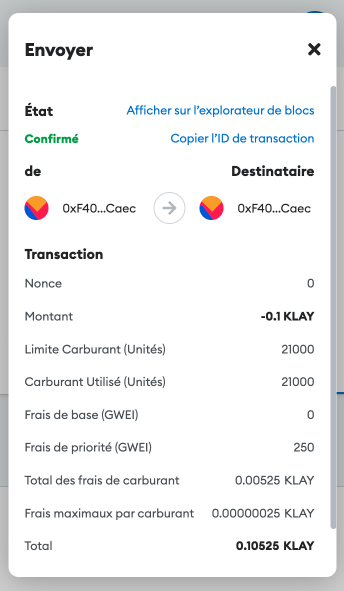 Envoyer
État Afficher sur l'explorateur de blocs
Confirmé Copier l'ID de transaction
de Destinataire
0xF40...Caec 0xF40...Caec
Transaction
Nonce 0
Montant -0.1 KLAY
Limite Carburant (Unités) 21000
Carburant Utilisé (Unités) 21000
Frais de base (GWEI) 0
Frais de priorité (GWEI) 250
Total des frais de carburant 0.00525 KLAY
Frais maximaux par carburant 0.00000025 KLAY
Total 0.10525 KLAY